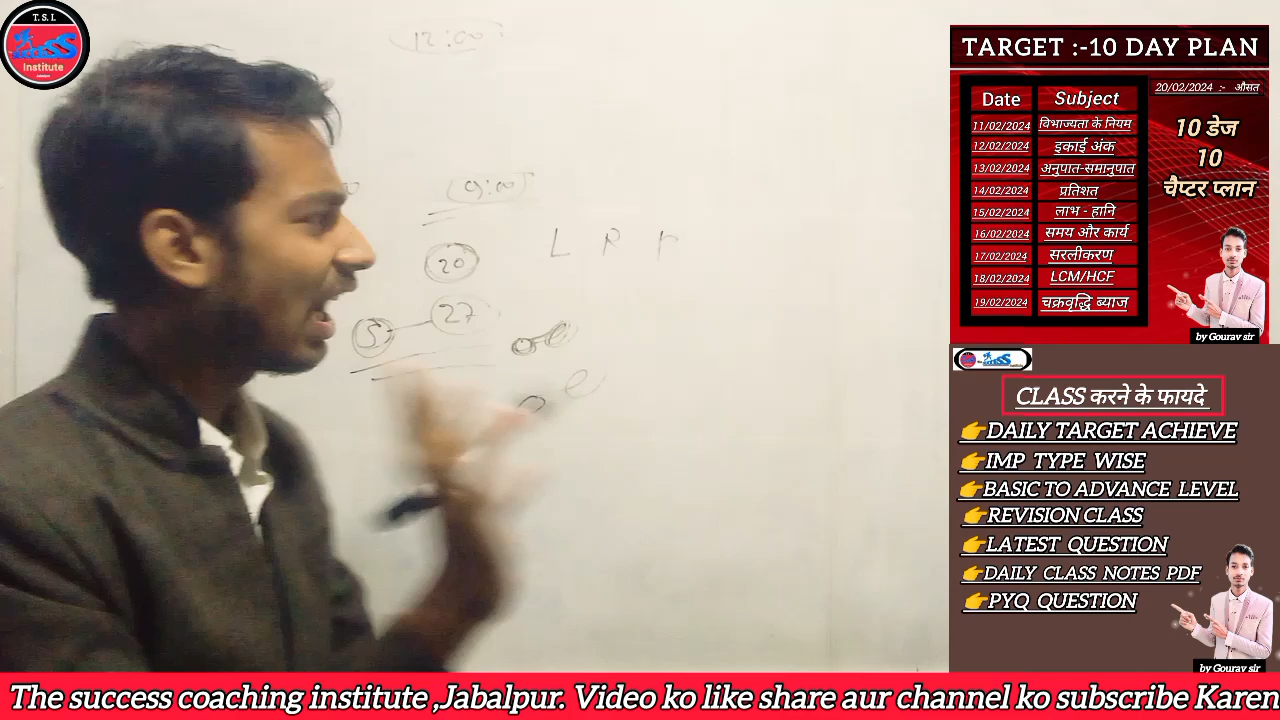 T. S. L
SUCCESS
Institute
12:00
9:00
L R P
20
5 27
TARGET :-10 DAY PLAN
Date Subject
11/02/2024 विभाज्यता के नियम
12/02/2024 इकाई अंक
13/02/2024 अनुपात-समानुपात
14/02/2024 प्रतिशत
15/02/2024 लाभ - हानि
16/02/2024 समय और कार्य
17/02/2024 सरलीकरण
18/02/2024 LCM/HCF
19/02/2024 चक्रवृद्धि ब्याज
20/02/2024 :- औसत
10 डेज
10
चैप्टर प्लान
by Gourav sir
CLASS करने के फायदे
👉DAILY TARGET ACHIEVE
👉IMP TYPE WISE
👉BASIC TO ADVANCE LEVEL
👉REVISION CLASS
👉LATEST QUESTION
👉DAILY CLASS NOTES PDF
👉PYQ QUESTION
by Gourav sir
The success coaching institute ,Jabalpur. Video ko like share aur channel ko subscribe Karen